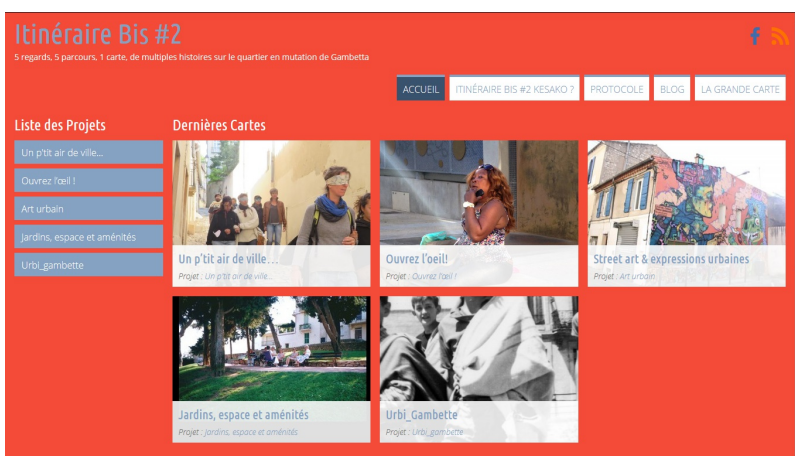 Itinéraire Bis #2
5 regards, 5 parcours, 1 carte, de multiples histoires sur le quartier en mutation de Gambetta
ACCUEIL
ITINÉRAIRE BIS #2 KESAKO ?
PROTOCOLE
BLOG
LA GRANDE CARTE
Liste des Projets
Un p'tit air de ville...
Ouvrez l'œil !
Art urbain
Jardins, espace et aménités
Urbi_gambette
Dernières Cartes
Un p'tit air de ville…
Projet : Un p'tit air de ville...
Ouvrez l'oeil!
Projet : Ouvrez l'œil !
Street art & expressions urbaines
Projet : Art urbain
Jardins, espace et aménités
Projet : Jardins, espace et aménités
Urbi_Gambette
Projet : Urbi_gambette